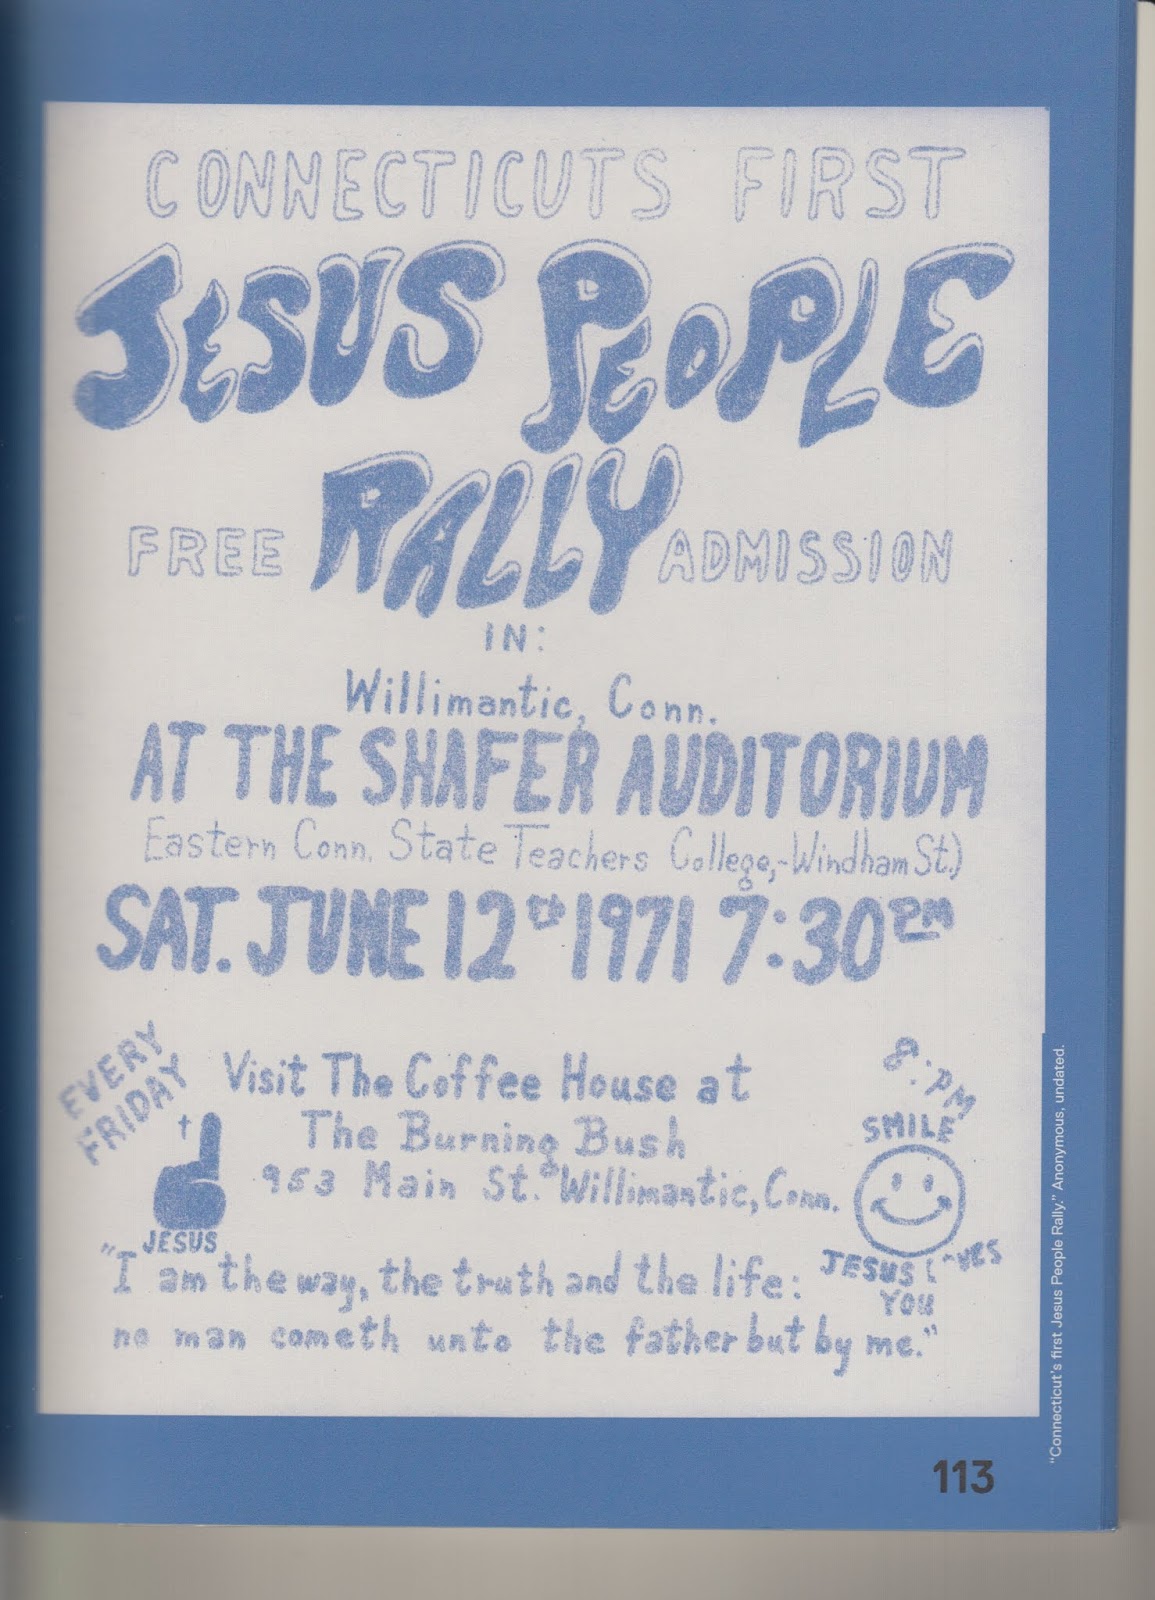 CONNECTICUTS FIRST
JESUS PEOPLE
RALLY
FREE ADMISSION
IN:
Willimantic, Conn.
AT THE SHAFER AUDITORIUM
Eastern Conn. State Teachers College,-Windham St.)
SAT. JUNE 12th 1971 7:30PM
EVERY
FRIDAY
Visit The Coffee House at
The Burning Bush
953 Main St. Willimantic, Conn.
8:PM
SMILE
†
JESUS
JESUS
YOU
"I am the way, the truth and the life:
no man cometh unto the father but by me."
"Connecticut's first Jesus People Rally." Anonymous, undated.
113